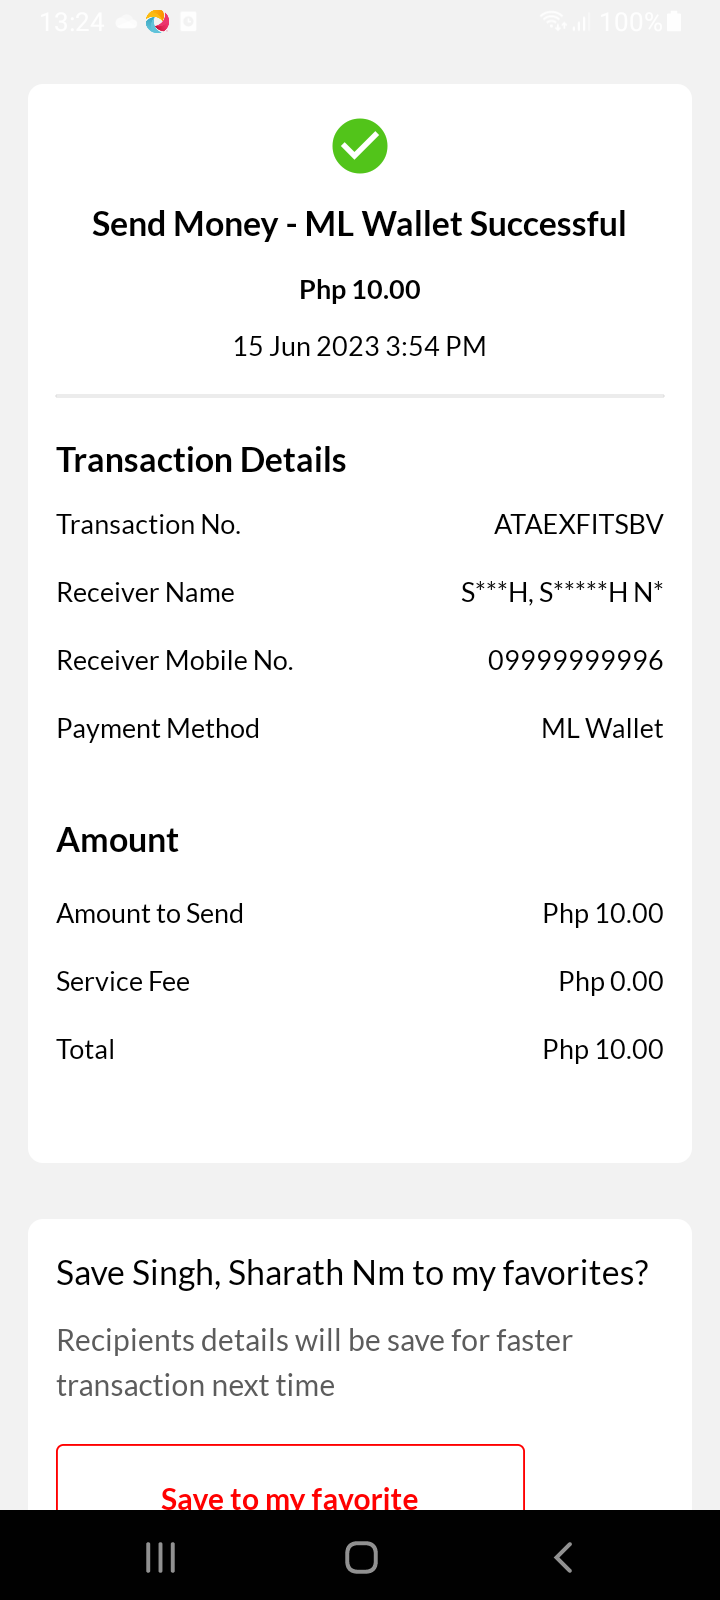 13:24 100%
Send Money - ML Wallet Successful
Php 10.00
15 Jun 2023 3:54 PM
Transaction Details
Transaction No. ATAEXFITSBV
Receiver Name S***H, S*****H N*
Receiver Mobile No. 09999999996
Payment Method ML Wallet
Amount
Amount to Send Php 10.00
Service Fee Php 0.00
Total Php 10.00
Save Singh, Sharath Nm to my favorites?
Recipients details will be save for faster
transaction next time
Save to my favorite